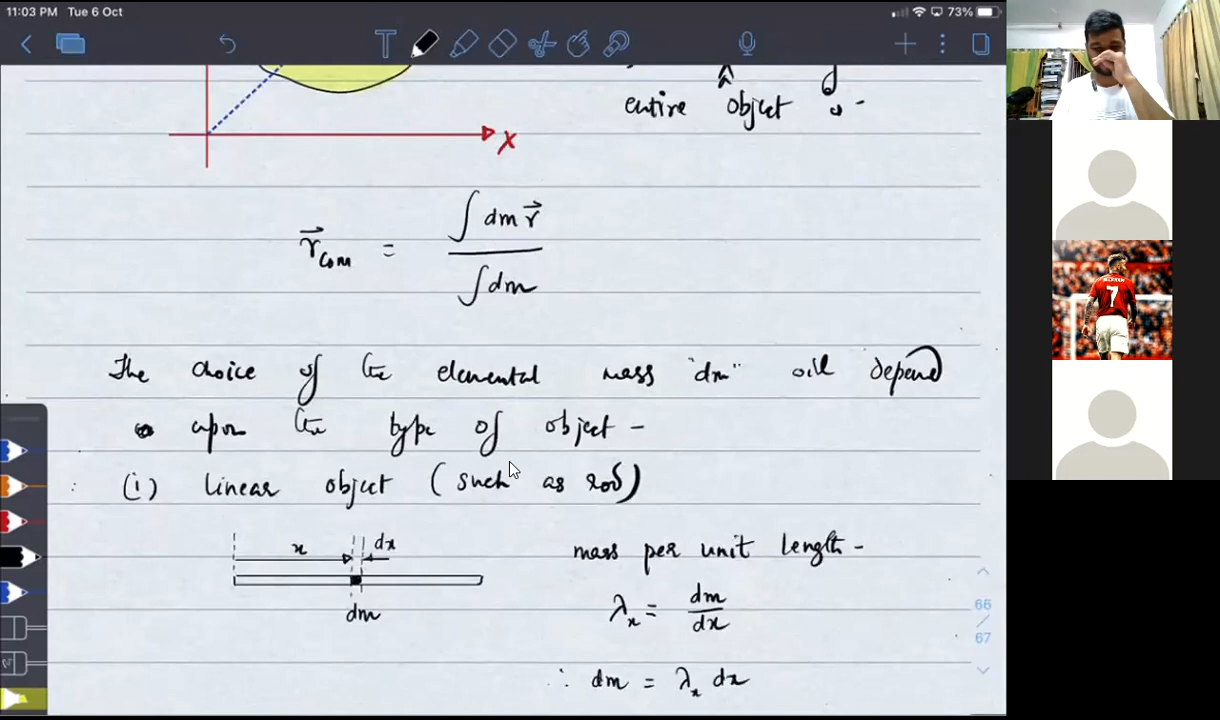 11:03 PM Tue 6 Oct
73%
entire object
X
r⃗com = ∫dm r⃗ / ∫dm
The choice of the elemental mass "dm" will depend
upon the type of object -
(i) linear object (such as rod)
x dx
dm
mass per unit length -
λx = dm/dx
∴ dm = λx dx
66
/
67
7